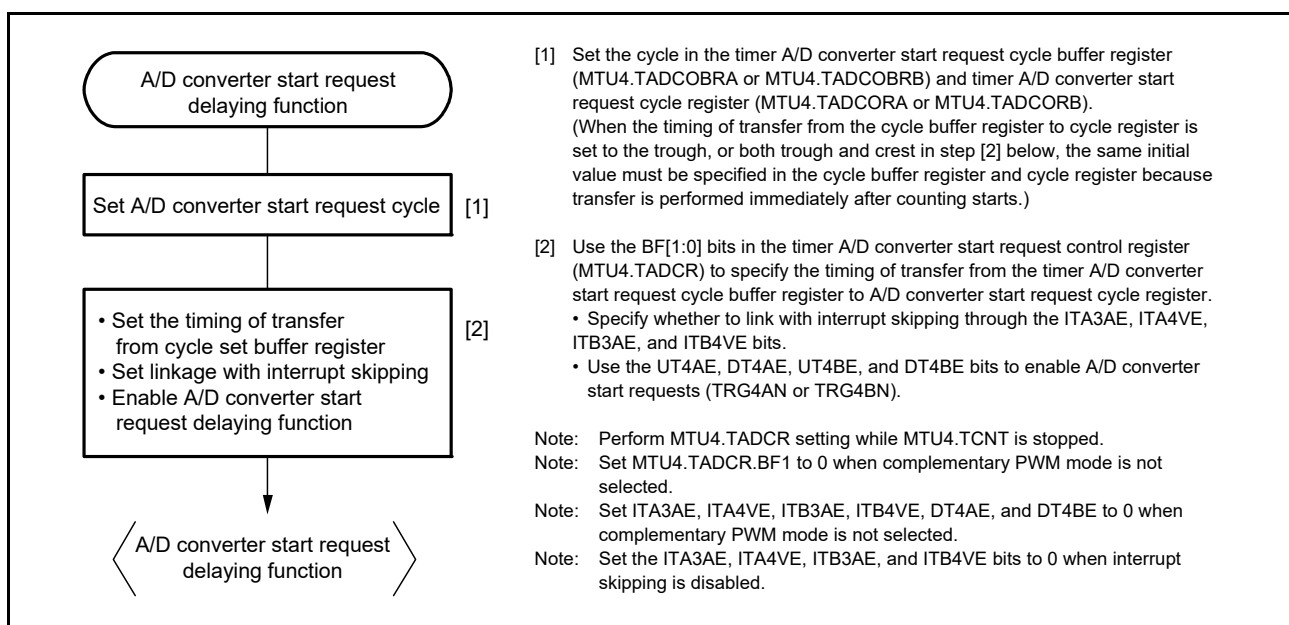 A/D converter start request
delaying function
Set A/D converter start request cycle
[1]
• Set the timing of transfer
from cycle set buffer register
• Set linkage with interrupt skipping
• Enable A/D converter start
request delaying function
[2]
A/D converter start request
delaying function
[1] Set the cycle in the timer A/D converter start request cycle buffer register
(MTU4.TADCOBRA or MTU4.TADCOBRB) and timer A/D converter start
request cycle register (MTU4.TADCORA or MTU4.TADCORB).
(When the timing of transfer from the cycle buffer register to cycle register is
set to the trough, or both trough and crest in step [2] below, the same initial
value must be specified in the cycle buffer register and cycle register because
transfer is performed immediately after counting starts.)
[2] Use the BF[1:0] bits in the timer A/D converter start request control register
(MTU4.TADCR) to specify the timing of transfer from the timer A/D converter
start request cycle buffer register to A/D converter start request cycle register.
• Specify whether to link with interrupt skipping through the ITA3AE, ITA4VE,
ITB3AE, and ITB4VE bits.
• Use the UT4AE, DT4AE, UT4BE, and DT4BE bits to enable A/D converter
start requests (TRG4AN or TRG4BN).
Note: Perform MTU4.TADCR setting while MTU4.TCNT is stopped.
Note: Set MTU4.TADCR.BF1 to 0 when complementary PWM mode is not
selected.
Note: Set ITA3AE, ITA4VE, ITB3AE, ITB4VE, DT4AE, and DT4BE to 0 when
complementary PWM mode is not selected.
Note: Set the ITA3AE, ITA4VE, ITB3AE, and ITB4VE bits to 0 when interrupt
skipping is disabled.